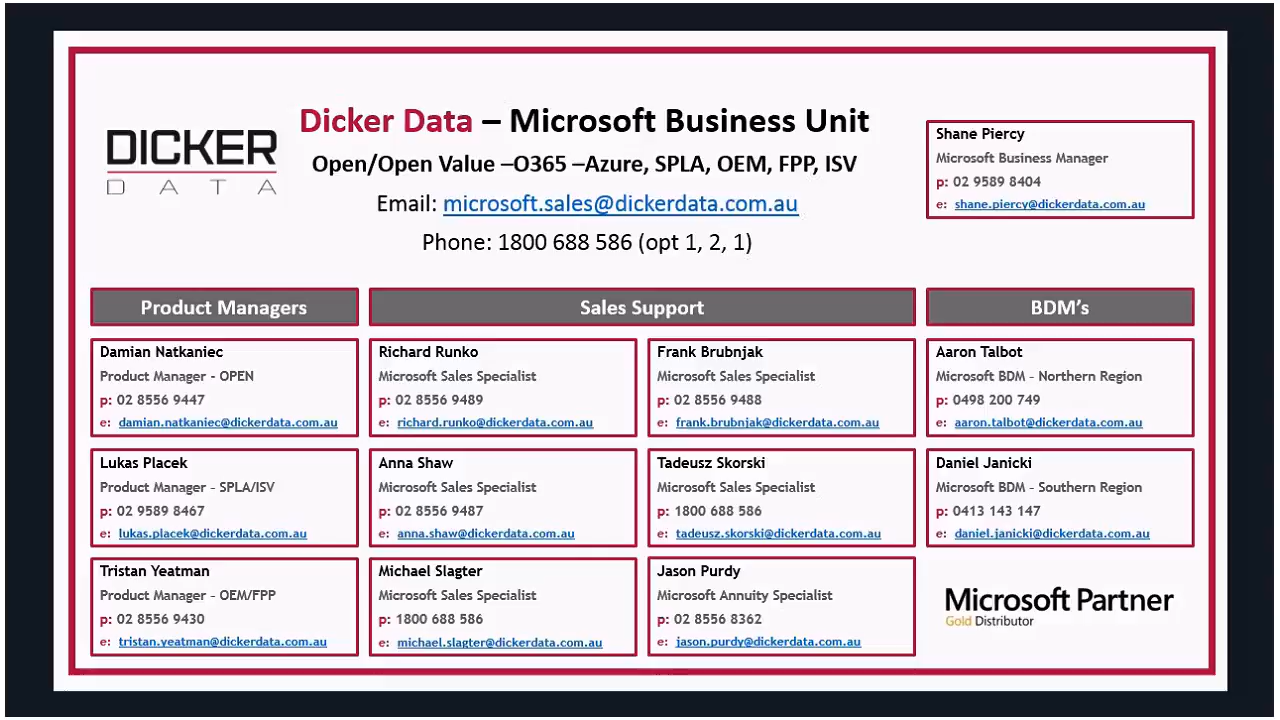 DICKER
DATA
Dicker Data – Microsoft Business Unit
Open/Open Value –O365 –Azure, SPLA, OEM, FPP, ISV
Email: microsoft.sales@dickerdata.com.au
Phone: 1800 688 586 (opt 1, 2, 1)
Shane Piercy
Microsoft Business Manager
p: 02 9589 8404
e: shane.piercy@dickerdata.com.au
Product Managers
Damian Natkaniec
Product Manager - OPEN
p: 02 8556 9447
e: damian.natkaniec@dickerdata.com.au
Lukas Placek
Product Manager – SPLA/ISV
p: 02 9589 8467
e: lukas.placek@dickerdata.com.au
Tristan Yeatman
Product Manager – OEM/FPP
p: 02 8556 9430
e: tristan.yeatman@dickerdata.com.au
Sales Support
Richard Runko
Microsoft Sales Specialist
p: 02 8556 9489
e: richard.runko@dickerdata.com.au
Frank Brubnjak
Microsoft Sales Specialist
p: 02 8556 9488
e: frank.brubnjak@dickerdata.com.au
Anna Shaw
Microsoft Sales Specialist
p: 02 8556 9487
e: anna.shaw@dickerdata.com.au
Tadeusz Skorski
Microsoft Sales Specialist
p: 1800 688 586
e: tadeusz.skorski@dickerdata.com.au
Michael Slagter
Microsoft Sales Specialist
p: 1800 688 586
e: michael.slagter@dickerdata.com.au
Jason Purdy
Microsoft Annuity Specialist
p: 02 8556 8362
e: jason.purdy@dickerdata.com.au
BDM's
Aaron Talbot
Microsoft BDM – Northern Region
p: 0498 200 749
e: aaron.talbot@dickerdata.com.au
Daniel Janicki
Microsoft BDM – Southern Region
p: 0413 143 147
e: daniel.janicki@dickerdata.com.au
Microsoft Partner
Gold Distributor